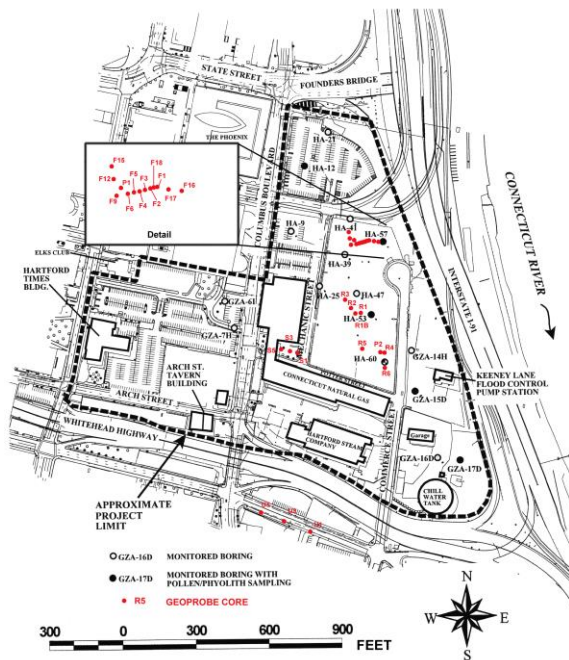 STATE STREET
FOUNDERS BRIDGE
THE PHOENIX
HA-21
HA-12
COLUMBUS BOULEVARD
F15
F18
F5
F3
F1
F12
P1
F16
F9
F6
F4
F2
F17
Detail
HA-9
HA-41
HA-57
HA-39
CONNECTICUT RIVER
INTERSTATE I-91
ELKS CLUB
HARTFORD
TIMES
BLDG.
GZA-61
GZA-7H
HA-25
R3
HA-47
R2
R1
HA-53
R1B
S3
R5
P2
R4
HA-60
R6
GZA-14H
KEENEY LANE
FLOOD CONTROL
PUMP STATION
GZA-15D
ARCH ST.
TAVERN
BUILDING
ARCH STREET
CONNECTICUT NATURAL GAS
WHITEHEAD HIGHWAY
HARTFORD STEAM
COMPANY
COMMERCE STREET
Garage
GZA-16D
GZA-17D
CHILL
WATER
TANK
APPROXIMATE
PROJECT
LIMIT
GZA-16D MONITORED BORING
GZA-17D MONITORED BORING WITH
POLLEN/PHYOLITH SAMPLING
R5 GEOPROBE CORE
N
W E
S
300 0 300 600 900 FEET